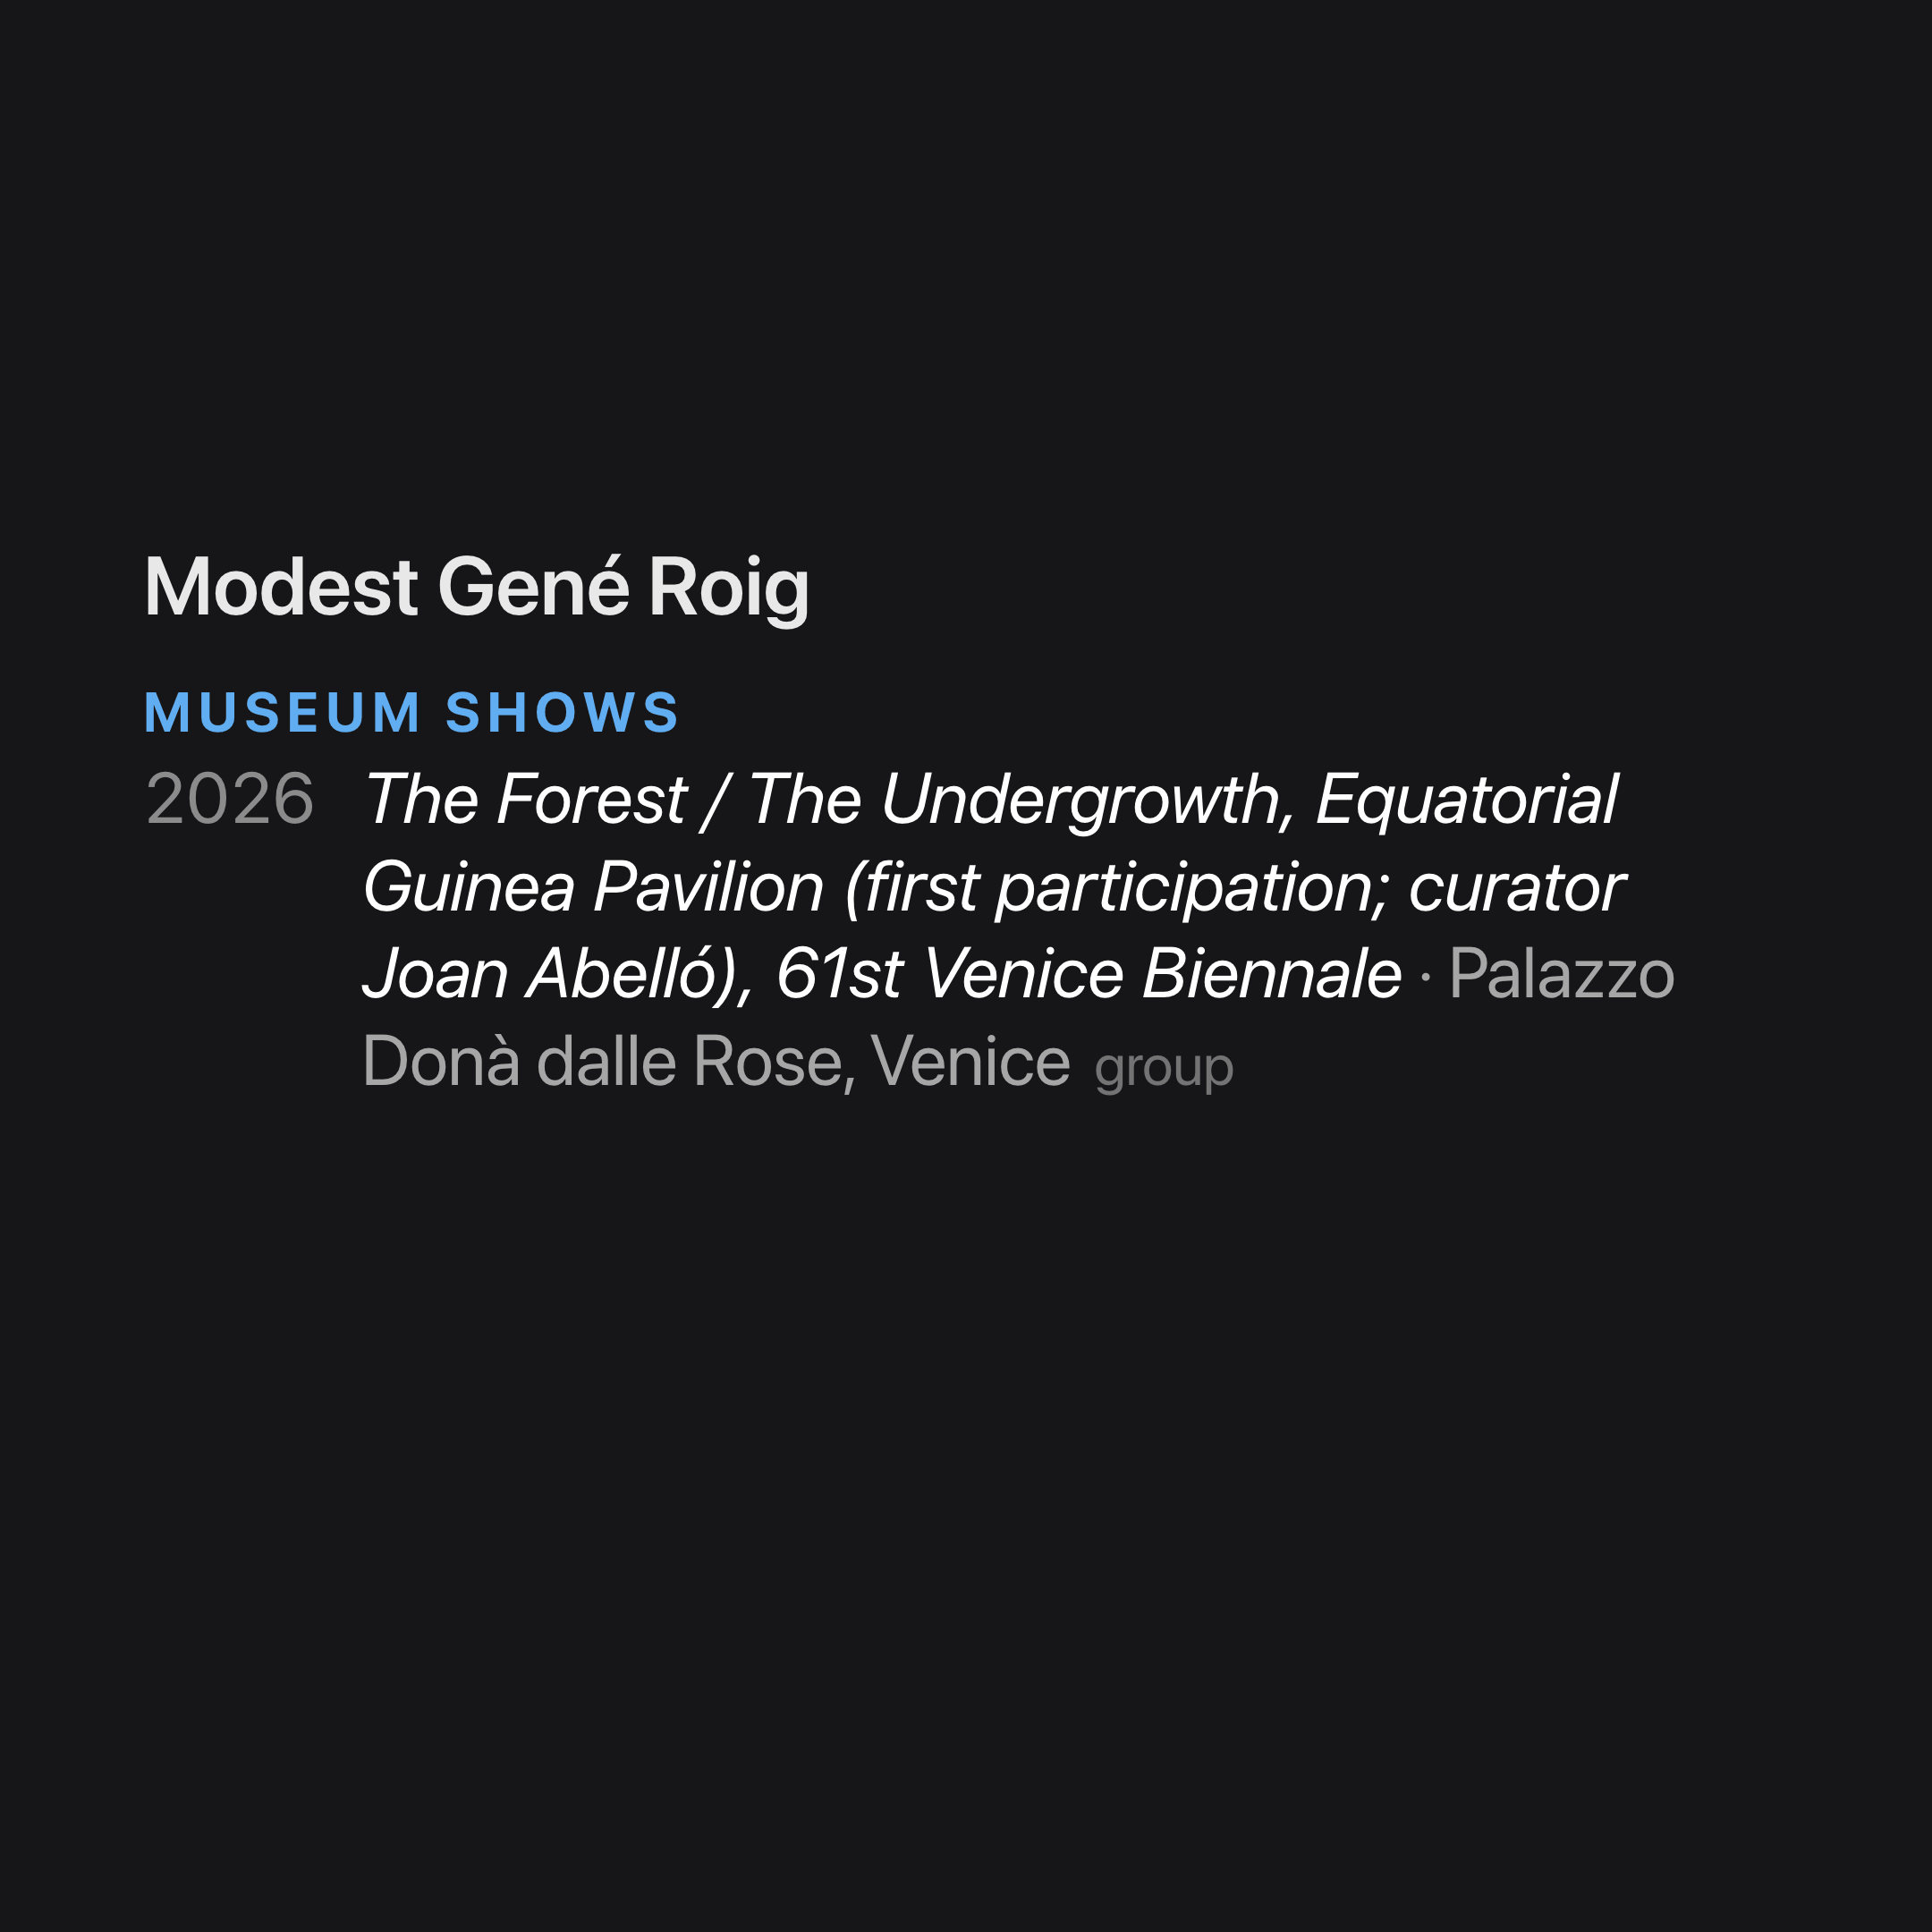 Modest Gené Roig
MUSEUM SHOWS
2026 The Forest / The Undergrowth, Equatorial
Guinea Pavilion (first participation; curator
Joan Abelló), 61st Venice Biennale · Palazzo
Donà dalle Rose, Venice group